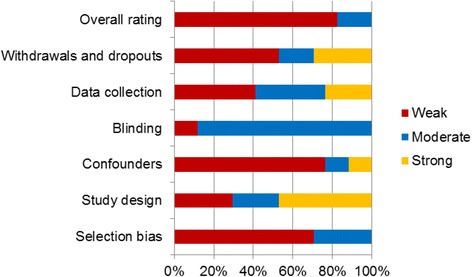 Overall rating
Withdrawals and dropouts
Data collection
Blinding
Confounders
Study design
Selection bias
0% 20% 40% 60% 80% 100%
Weak
Moderate
Strong